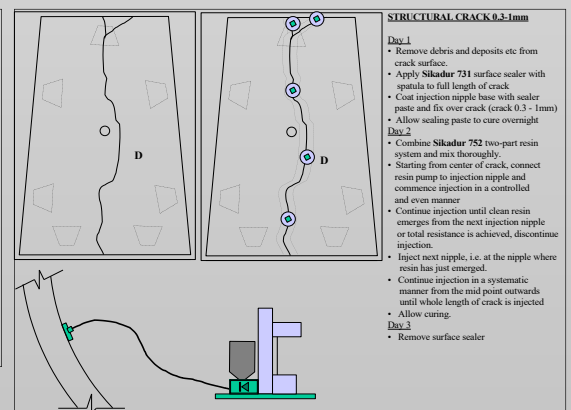 D
D
STRUCTURAL CRACK 0.3-1mm
Day 1
• Remove debris and deposits etc from
crack surface.
• Apply Sikadur 731 surface sealer with
spatula to full length of crack
• Coat injection nipple base with sealer
paste and fix over crack (crack 0.3 - 1mm)
• Allow sealing paste to cure overnight
Day 2
• Combine Sikadur 752 two-part resin
system and mix thoroughly.
• Starting from center of crack, connect
resin pump to injection nipple and
commence injection in a controlled
and even manner
• Continue injection until clean resin
emerges from the next injection nipple
or total resistance is achieved, discontinue
injection.
• Inject next nipple, i.e. at the nipple where
resin has just emerged.
• Continue injection in a systematic
manner from the mid point outwards
until whole length of crack is injected
• Allow curing.
Day 3
• Remove surface sealer